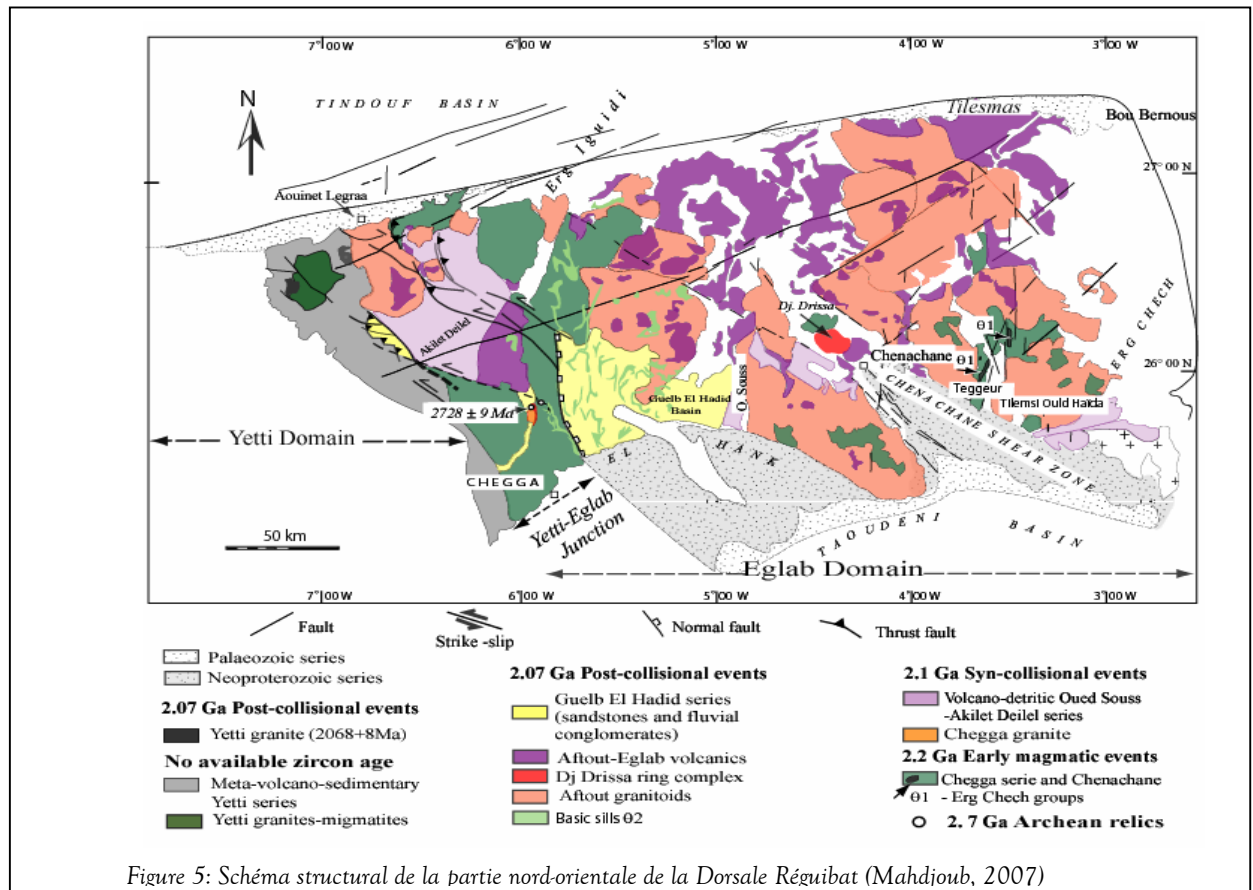 7°00 W 6°00 W 5°00 W 4°00 W 3°00 W
N
TINDOUF BASIN
Erg Iguidi
Tilesmas
Bou Bernous
27° 00 N
Aouinet Legraa
Akilet Deilel
Dj. Drissa
θ1
Chenachane θ1
26° 00 N
ERG CHECH
Teggeur
Tilemsi Ould Haïda
O. Souss
Guelb El Hadid
Basin
2728 ± 9 Ma
Yetti Domain
CHEGGA
EL HANK
CHENACHANE SHEAR ZONE
Yetti-Eglab
Junction
50 km
TAOUDENI BASIN
Eglab Domain
7°00 W 6°00 W 5°00 W 4°00 W 3°00 W
Fault
Strike -slip
Normal fault
Thrust fault
Palaeozoic series
Neoproterozoic series
2.07 Ga Post-collisional events
Yetti granite (2068+8Ma)
No available zircon age
Meta-volcano-sedimentary
Yetti series
Yetti granites-migmatites
2.07 Ga Post-collisional events
Guelb El Hadid series
(sandstones and fluvial
conglomerates)
Aftout-Eglab volcanics
Dj Drissa ring complex
Aftout granitoids
Basic sills θ2
2.1 Ga Syn-collisional events
Volcano-detritic Oued Souss
-Akilet Deilel series
Chegga granite
2.2 Ga Early magmatic events
Chegga serie and Chenachane
θ1 - Erg Chech groups
2.7 Ga Archean relics
Figure 5: Schéma structural de la partie nord-orientale de la Dorsale Réguibat (Mahdjoub, 2007)